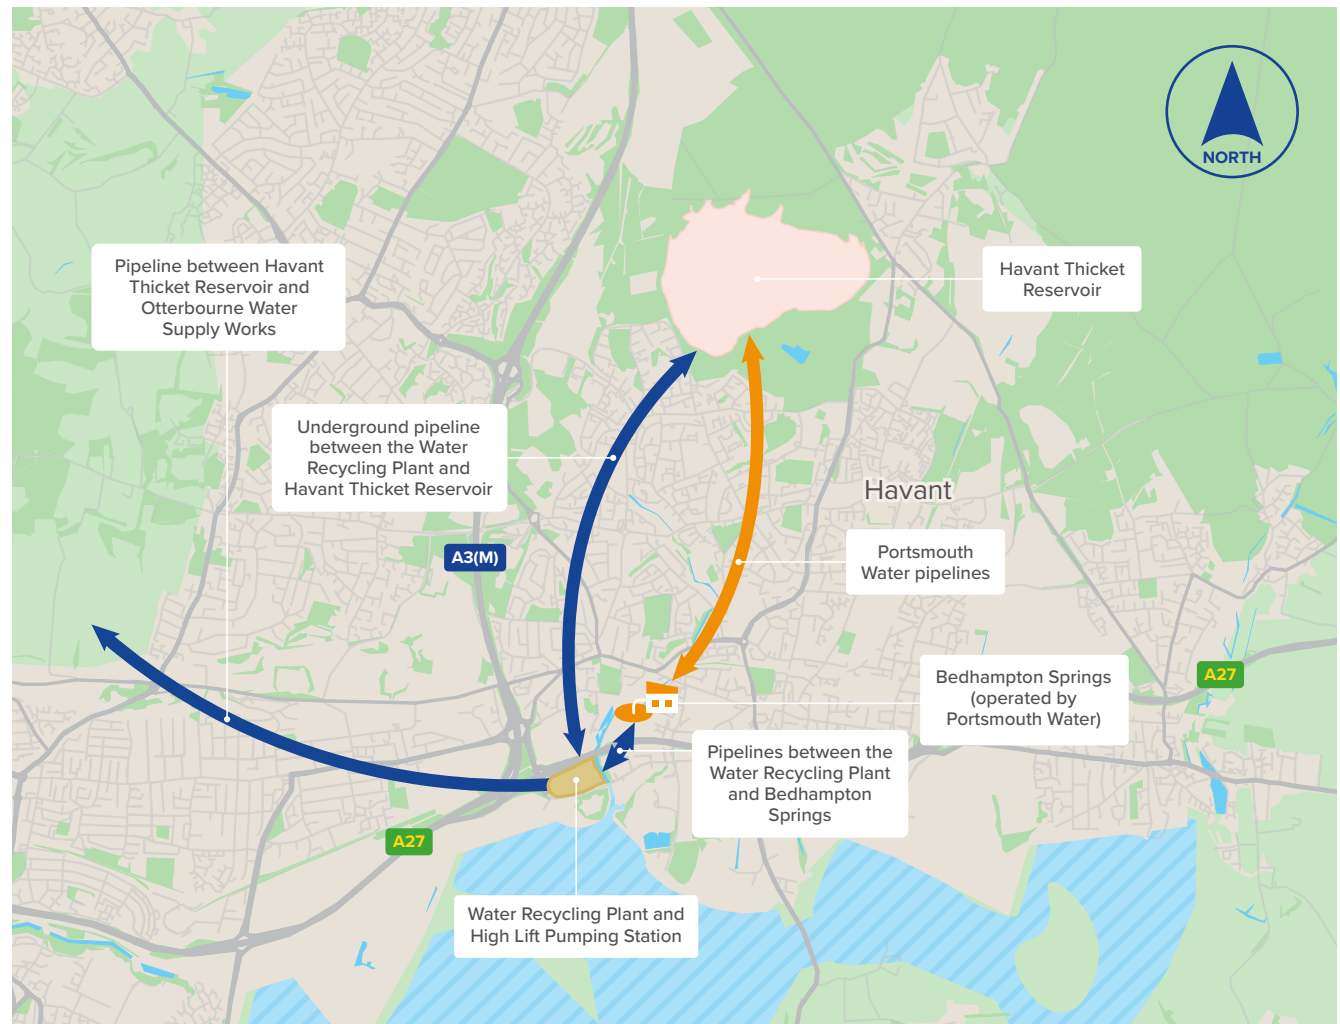 NORTH
Pipeline between Havant
Thicket Reservoir and
Otterbourne Water
Supply Works
Havant Thicket
Reservoir
Underground pipeline
between the Water
Recycling Plant and
Havant Thicket Reservoir
Havant
A3(M)
Portsmouth
Water pipelines
Bedhampton Springs
(operated by
Portsmouth Water)
A27
Pipelines between the
Water Recycling Plant
and Bedhampton
Springs
A27
Water Recycling Plant and
High Lift Pumping Station